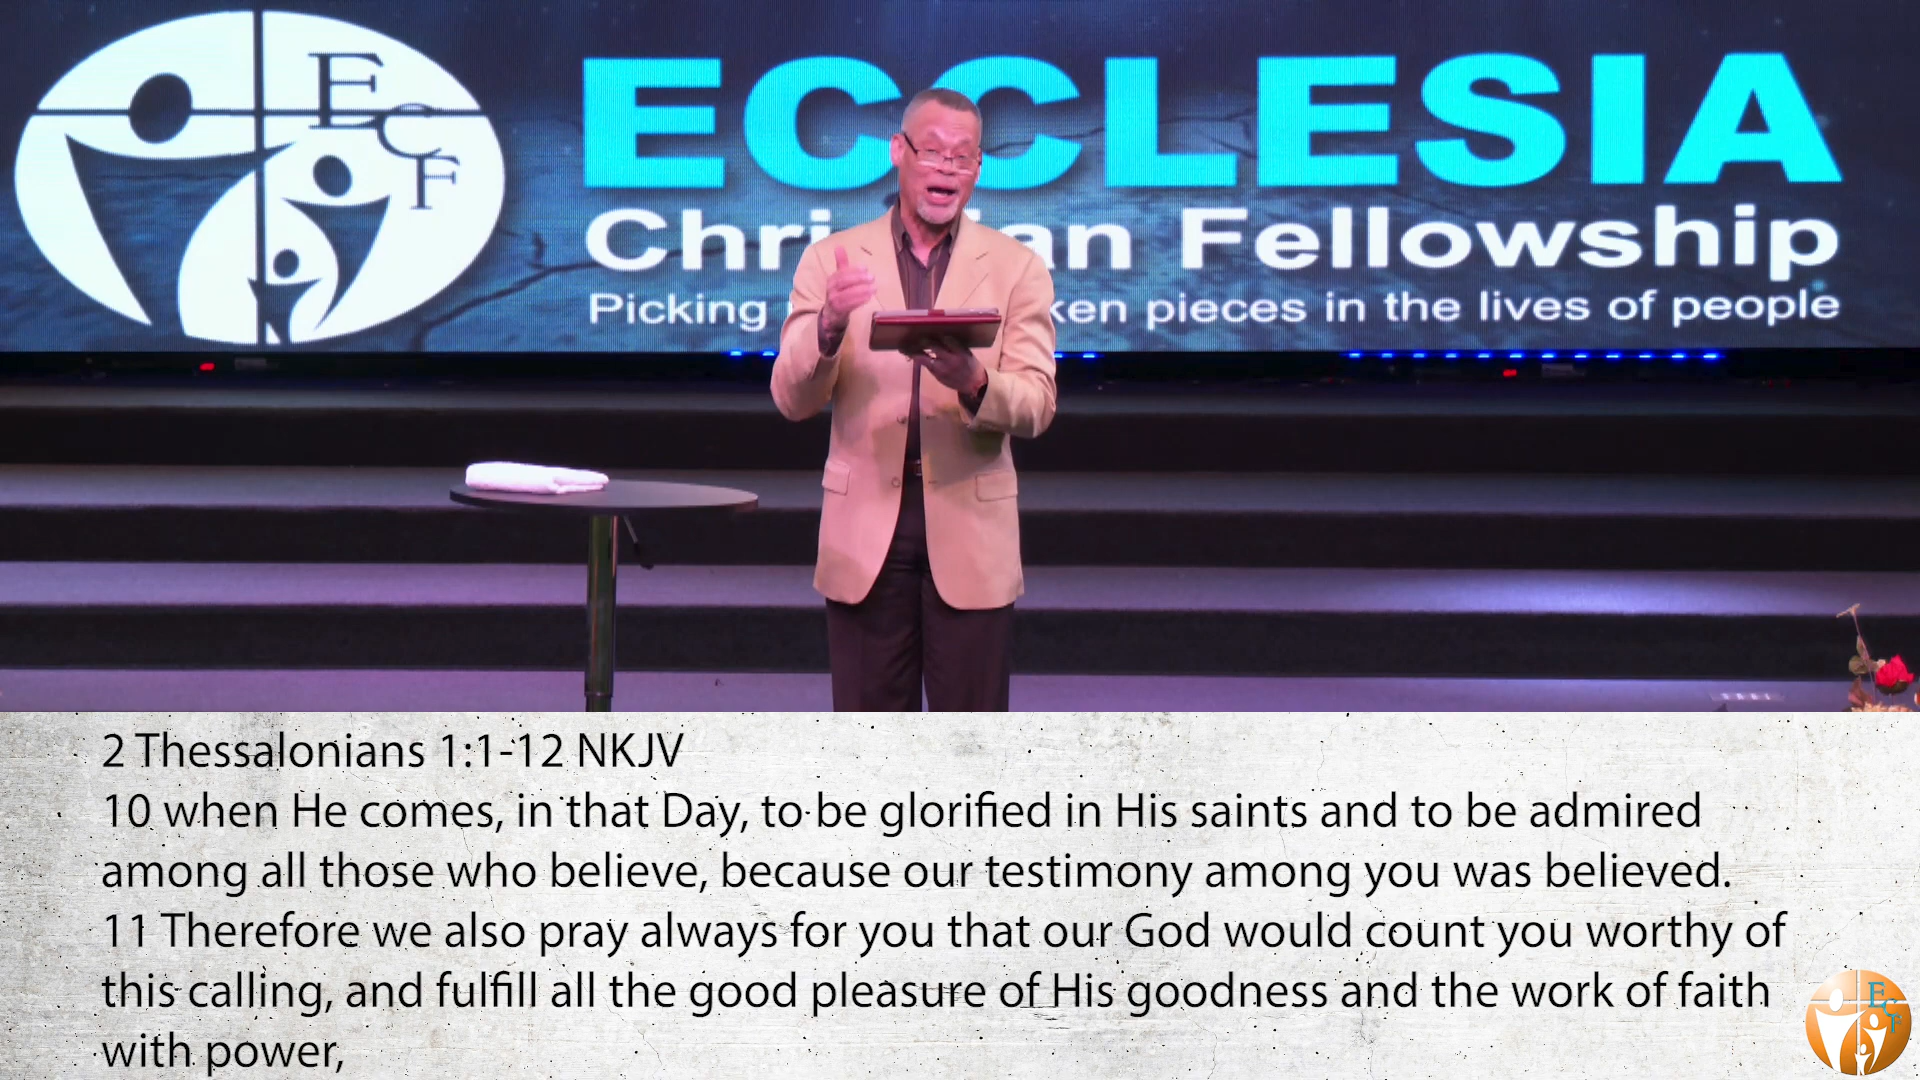 E
C
F
ECCLESIA
Chri an Fellowship
Picking ken pieces in the lives of people
2 Thessalonians 1:1-12 NKJV
10 when He comes, in that Day, to be glorified in His saints and to be admired
among all those who believe, because our testimony among you was believed.
11 Therefore we also pray always for you that our God would count you worthy of
this calling, and fulfill all the good pleasure of His goodness and the work of faith
with power,
E
C
F